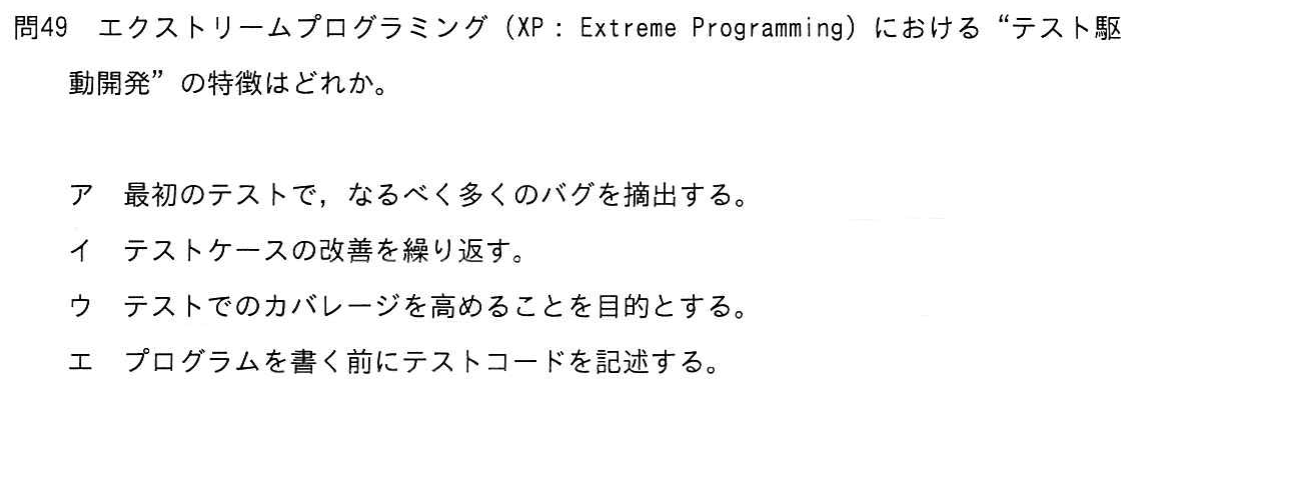 問49　エクストリームプログラミング（XP：Extreme Programming）における“テスト駆
動開発”の特徴はどれか。
ア　最初のテストで，なるべく多くのバグを摘出する。
イ　テストケースの改善を繰り返す。
ウ　テストでのカバレージを高めることを目的とする。
エ　プログラムを書く前にテストコードを記述する。